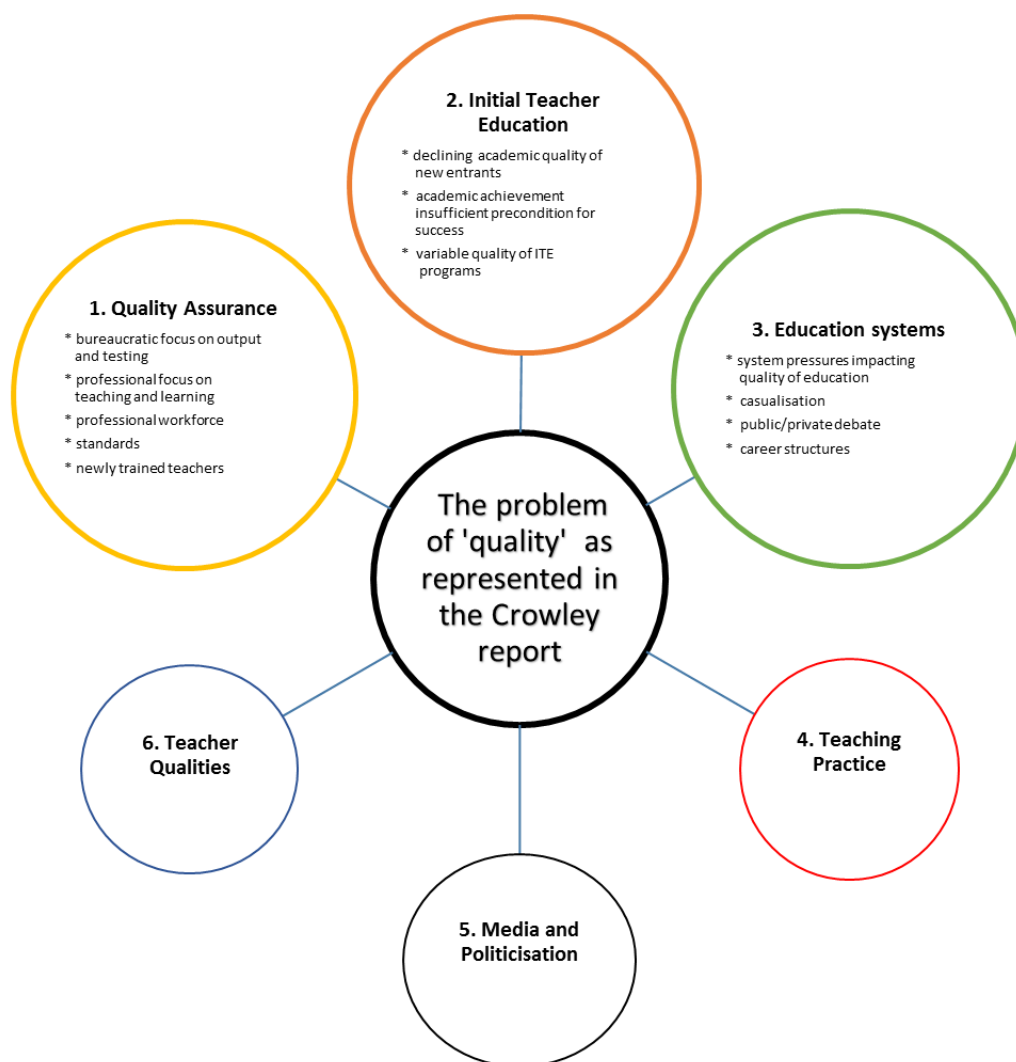 2. Initial Teacher
Education
* declining academic quality of
new entrants
* academic achievement
insufficient precondition for
success
* variable quality of ITE
programs
1. Quality Assurance
* bureaucratic focus on output
and testing
* professional focus on
teaching and learning
* professional workforce
* standards
* newly trained teachers
3. Education systems
* system pressures impacting
quality of education
* casualisation
* public/private debate
* career structures
The problem
of 'quality' as
represented in
the Crowley
report
6. Teacher
Qualities
4. Teaching
Practice
5. Media and
Politicisation